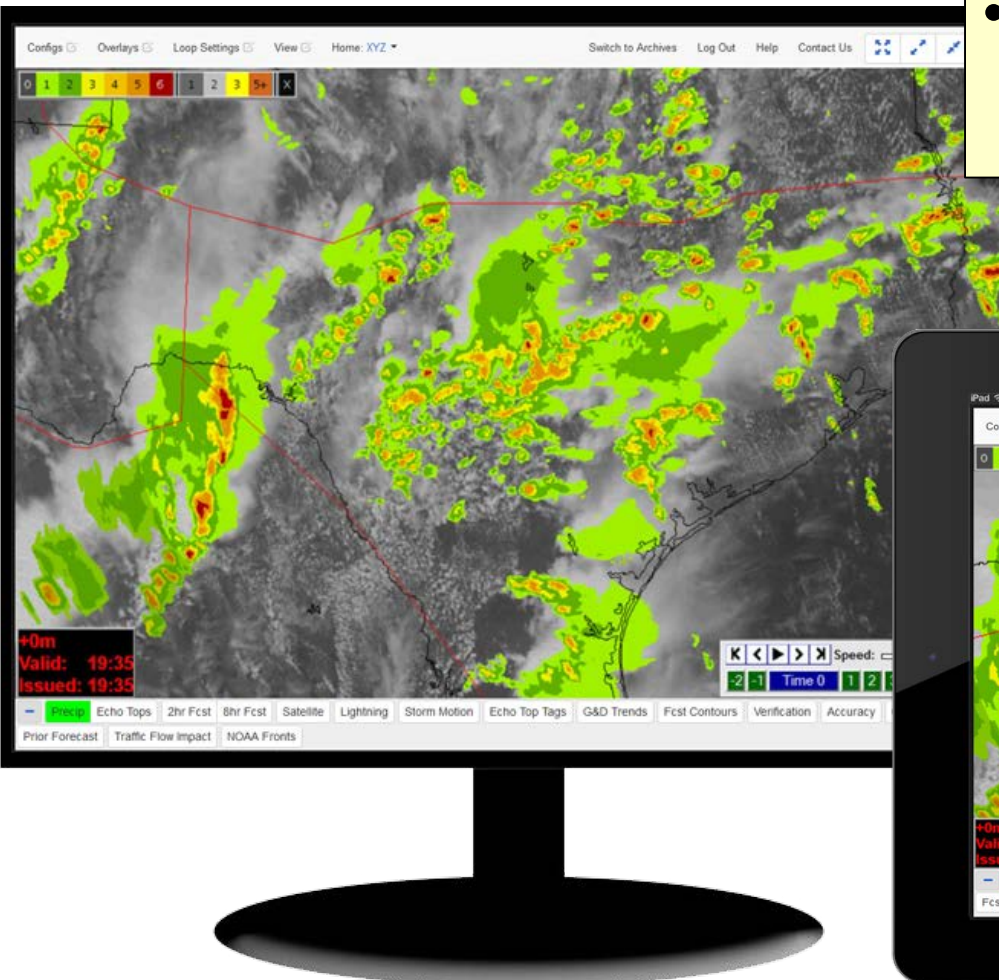 Configs Overlays Loop Settings View Home: XYZ Switch to Archives Log Out Help Contact Us
0 1 2 3 4 5 6 1 2 3 5+ X
+0m
Valid: 19:35
Issued: 19:35
K < > Speed:
-2 -1 Time 0 1 2
Precip Echo Tops 2hr Fcst 8hr Fcst Satellite Lightning Storm Motion Echo Top Tags G&D Trends Fcst Contours Verification Accuracy
Prior Forecast Traffic Flow Impact NOAA Fronts
iPad
Co
0
+0m
Vali
Issu
Fcs